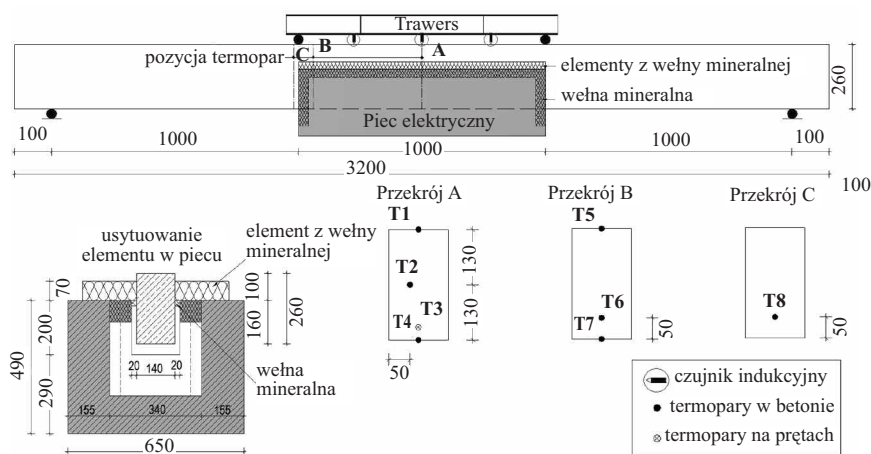 Trawers
B
C
A
pozycja termopar
elementy z wełny mineralnej
wełna mineralna
Piec elektryczny
260
100
1000
1000
1000
100
3200
100
Przekrój A
Przekrój B
Przekrój C
T1
T5
usytuowanie
elementu w piecu
element z wełny
mineralnej
T2
130
T3
T4
130
50
T6
T7
50
T8
50
70
100
200
160
260
490
290
20
140
20
wełna
mineralna
155
340
155
650
czujnik indukcyjny
termopary w betonie
termopary na prętach